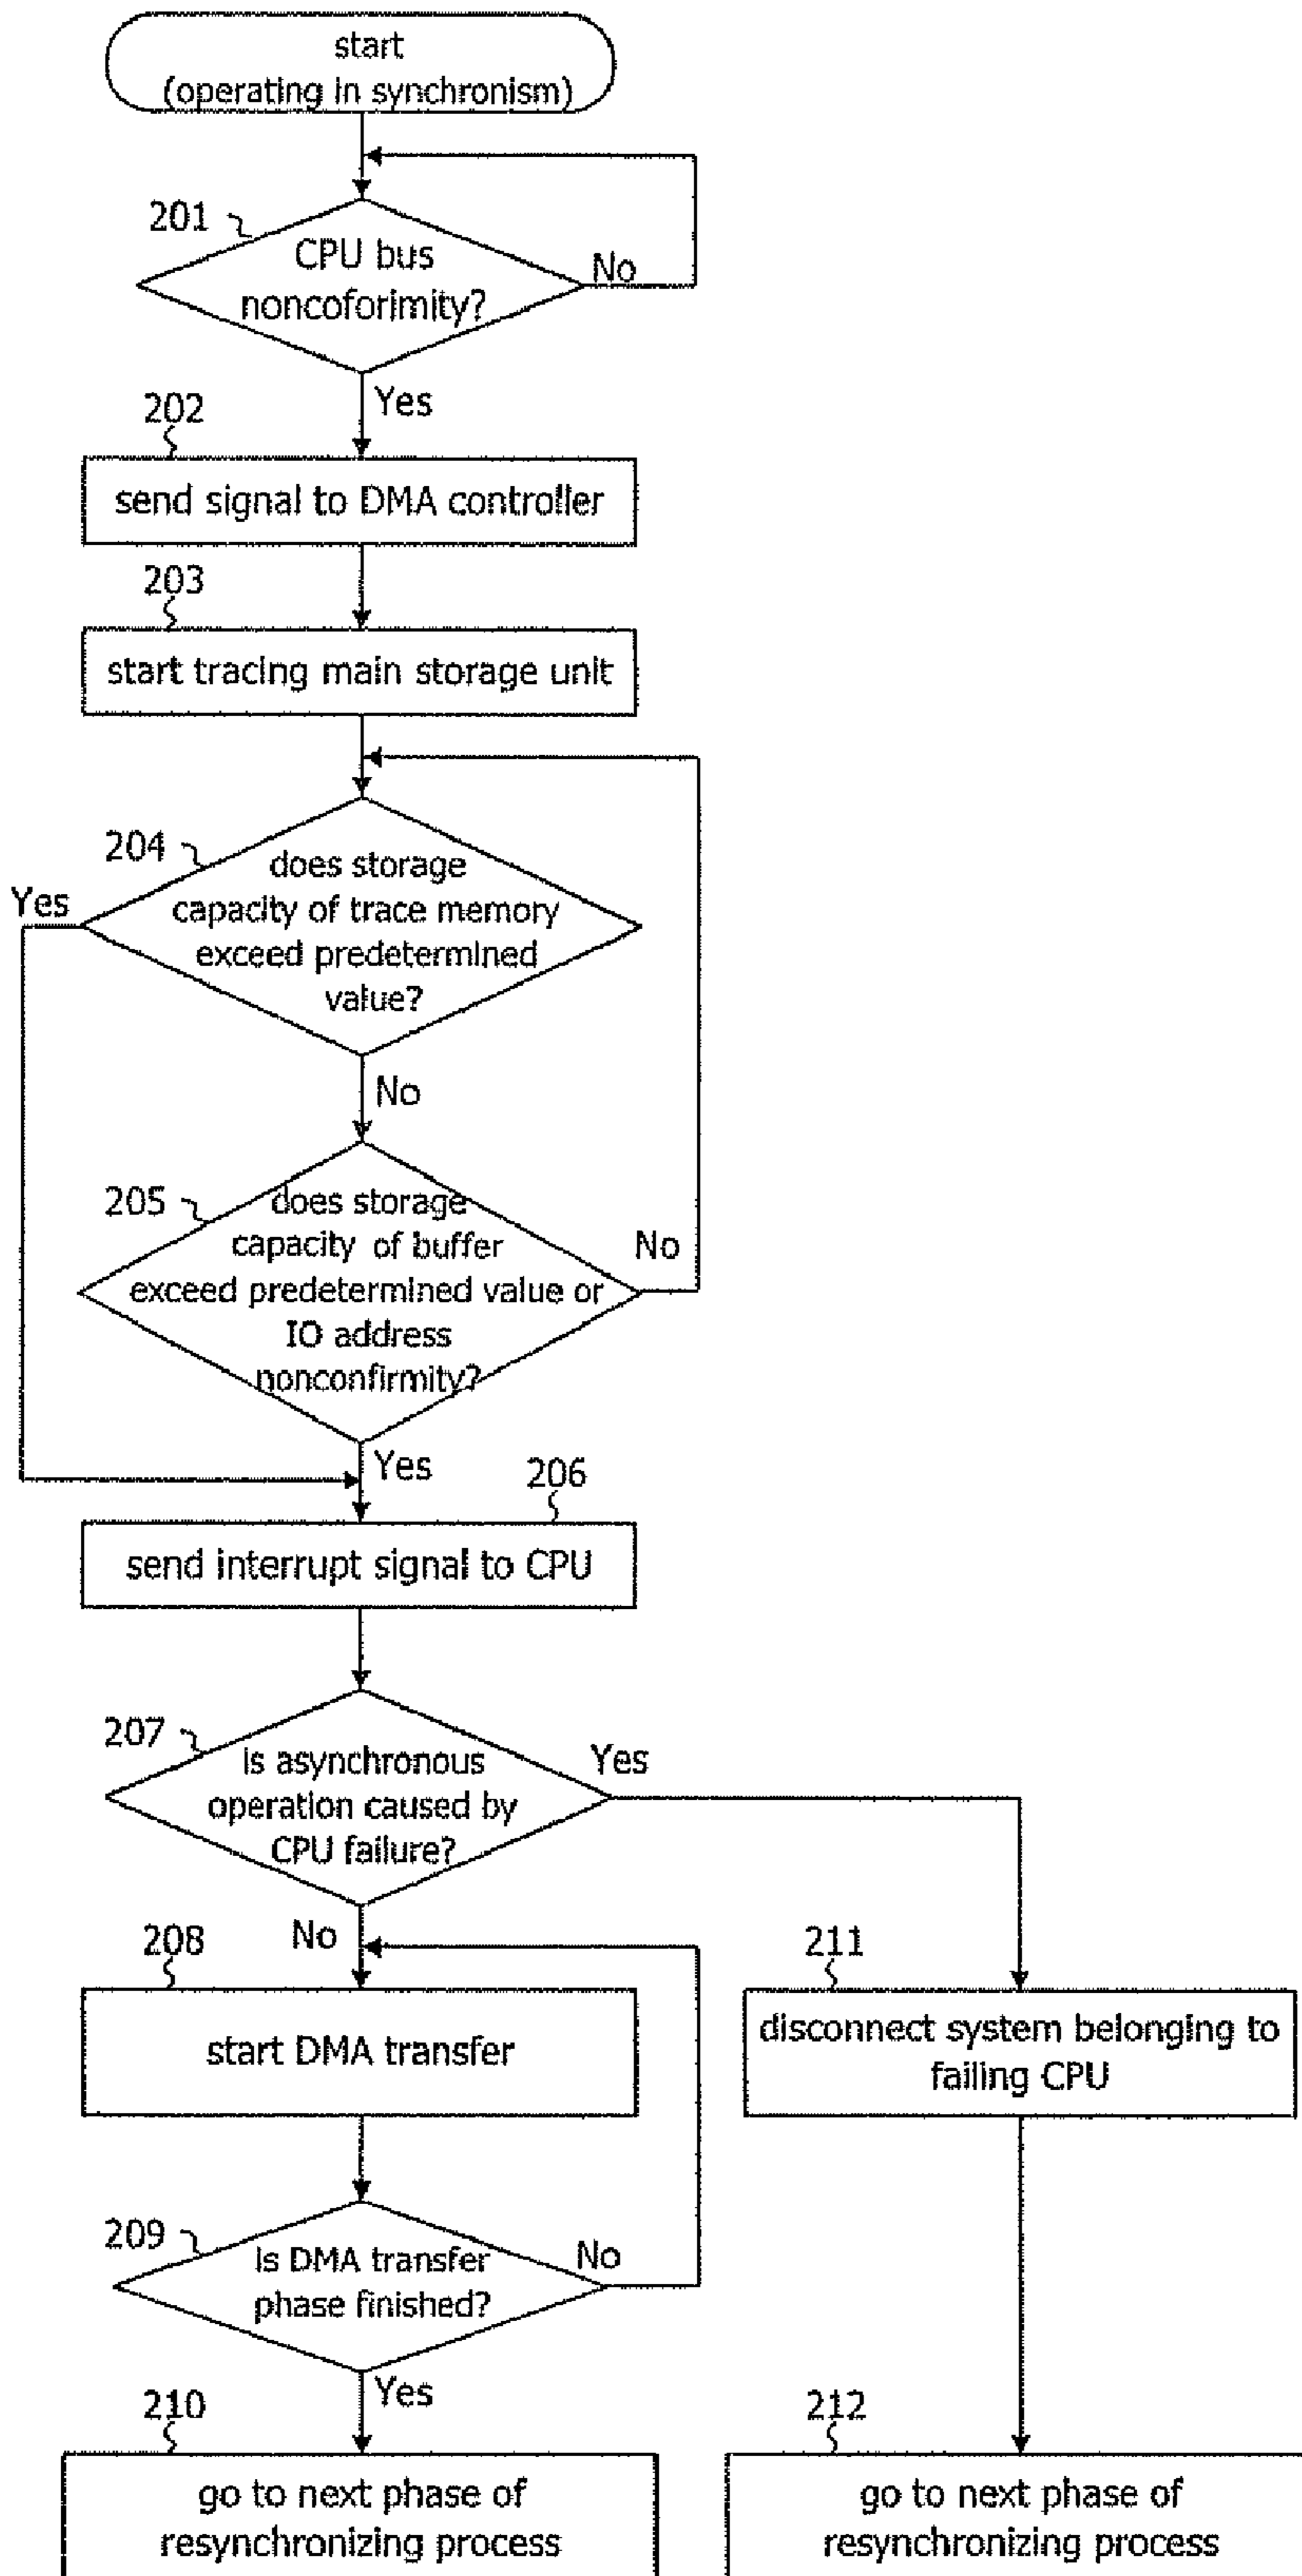 start
(operating in synchronism)
201
CPU bus
noncoforimity?
No
Yes
202
send signal to DMA controller
203
start tracing main storage unit
204
does storage
capacity of trace memory
exceed predetermined
value?
Yes
No
205
does storage
capacity of buffer
exceed predetermined value or
IO address
nonconfirmity?
No
Yes
206
send interrupt signal to CPU
207
is asynchronous
operation caused by
CPU failure?
Yes
No
208
start DMA transfer
211
disconnect system belonging to
failing CPU
209
is DMA transfer
phase finished?
No
Yes
210
go to next phase of
resynchronizing process
212
go to next phase of
resynchronizing process